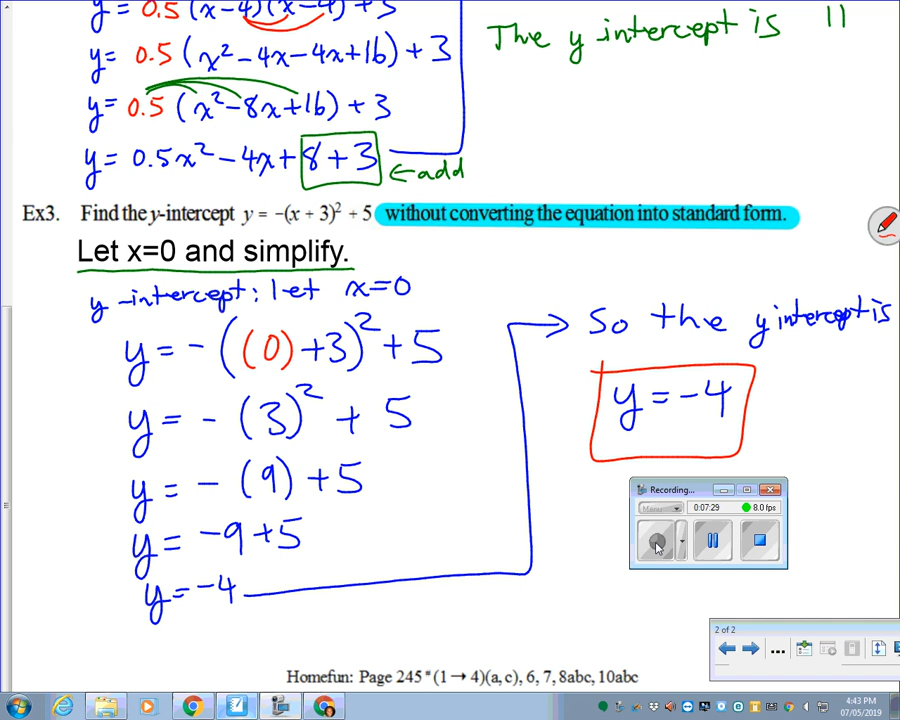 y = 0.5 (x-4)(x-4) + 3
The y intercept is 11
y = 0.5 (x² - 4x - 4x + 16) + 3
y = 0.5 (x² - 8x + 16) + 3
y = 0.5x² - 4x + 8 + 3 ← add
Ex3. Find the y-intercept y = -(x + 3)² + 5 without converting the equation into standard form.
Let x=0 and simplify.
y-intercept: let x=0
y = -((0) + 3)² + 5
y = -(3)² + 5
y = -(9) + 5
y = -9 + 5
y = -4
So the y intercept is
y = -4
Recording...
Menu
0:07:29
8.0 fps
2 of 2
...
Homefun: Page 245 # (1 → 4)(a, c), 6, 7, 8abc, 10abc
4:43 PM
07/05/2019